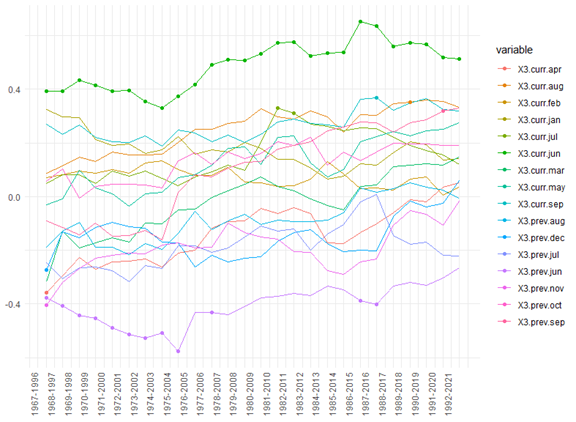 variable
X3.curr.apr
X3.curr.aug
X3.curr.feb
X3.curr.jan
X3.curr.jul
X3.curr.jun
X3.curr.mar
X3.curr.may
X3.curr.sep
X3.prev.aug
X3.prev.dec
X3.prev.jul
X3.prev.jun
X3.prev.nov
X3.prev.oct
X3.prev.sep
0.4
0.0
-0.4
1967-1996
1968-1997
1969-1998
1970-1999
1971-2000
1972-2001
1973-2002
1974-2003
1975-2004
1976-2005
1977-2006
1978-2007
1979-2008
1980-2009
1981-2010
1982-2011
1983-2012
1984-2013
1985-2014
1986-2015
1987-2016
1988-2017
1989-2018
1990-2019
1991-2020
1992-2021